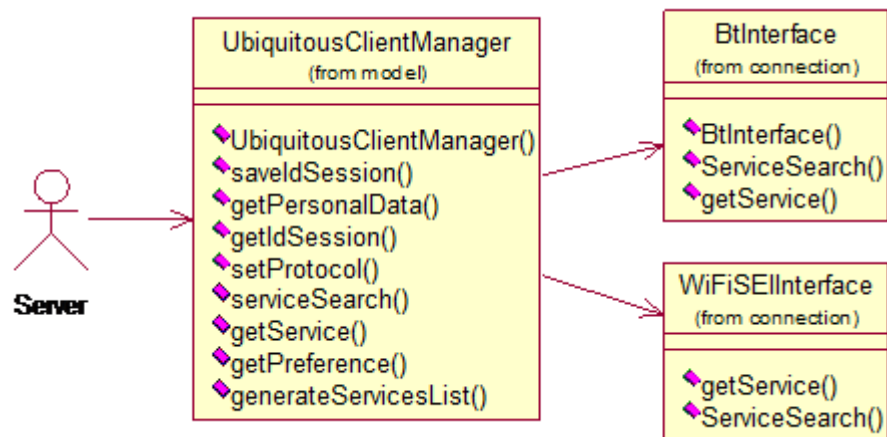 Server
UbiquitousClientManager
(from model)
UbiquitousClientManager()
saveIdSession()
getPersonalData()
getIdSession()
setProtocol()
serviceSearch()
getService()
getPreference()
generateServicesList()
BtInterface
(from connection)
BtInterface()
ServiceSearch()
getService()
WiFiSEIInterface
(from connection)
getService()
ServiceSearch()